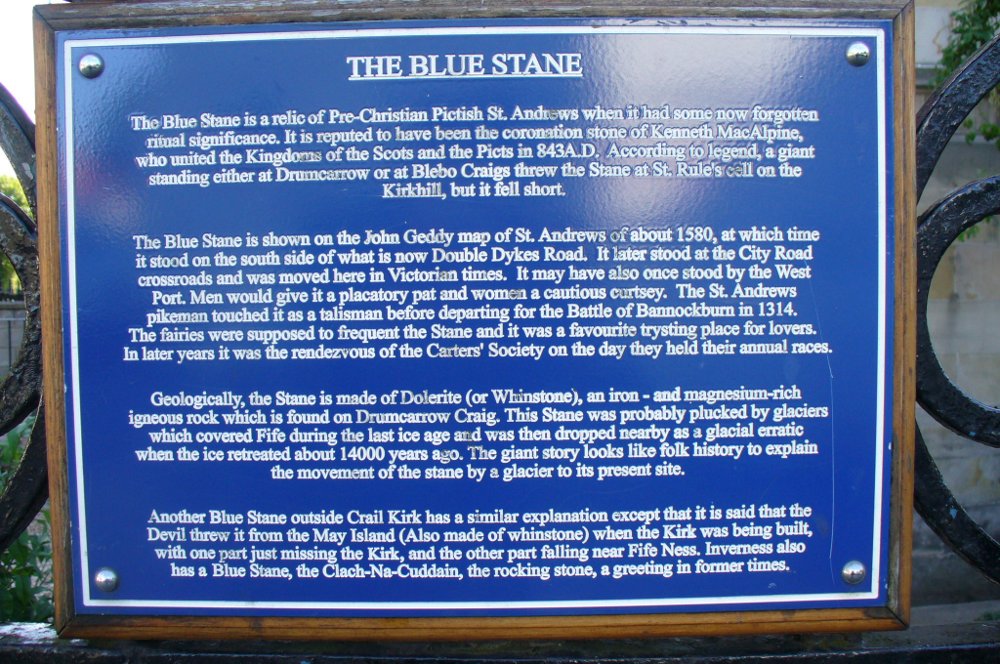 THE BLUE STANE
The Blue Stane is a relic of Pre-Christian Pictish St. Andrews when it had some now forgotten
ritual significance. It is reputed to have been the coronation stone of Kenneth MacAlpine,
who united the Kingdoms of the Scots and the Picts in 843A.D. According to legend, a giant
standing either at Drumcarrow or at Blebo Craigs threw the Stane at St. Rule's cell on the
Kirkhill, but it fell short.
The Blue Stane is shown on the John Geddy map of St. Andrews of about 1580, at which time
it stood on the south side of what is now Double Dykes Road. It later stood at the City Road
crossroads and was moved here in Victorian times. It may have also once stood by the West
Port. Men would give it a placatory pat and women a cautious curtsey. The St. Andrews
pikeman touched it as a talisman before departing for the Battle of Bannockburn in 1314.
The fairies were supposed to frequent the Stane and it was a favourite trysting place for lovers.
In later years it was the rendezvous of the Carters' Society on the day they held their annual races.
Geologically, the Stane is made of Dolerite (or Whinstone), an iron - and magnesium-rich
igneous rock which is found on Drumcarrow Craig. This Stane was probably plucked by glaciers
which covered Fife during the last ice age and was then dropped nearby as a glacial erratic
when the ice retreated about 14000 years ago. The giant story looks like folk history to explain
the movement of the stane by a glacier to its present site.
Another Blue Stane outside Crail Kirk has a similar explanation except that it is said that the
Devil threw it from the May Island (Also made of whinstone) when the Kirk was being built,
with one part just missing the Kirk, and the other part falling near Fife Ness. Inverness also
has a Blue Stane, the Clach-Na-Cuddain, the rocking stone, a greeting in former times.